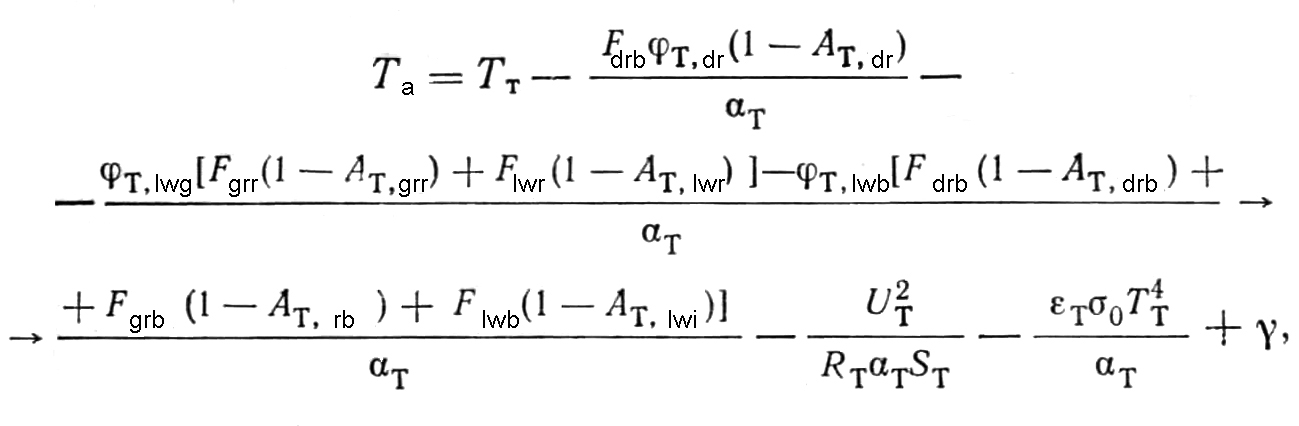 T_a = T_т − \frac{F_{drb} φ_{T,dr} (1 − A_{T,dr})}{α_T} −
− \frac{φ_{T,lwg}[F_{grr}(1 − A_{T,grr}) + F_{lwr}(1 − A_{T,lwr})] − φ_{T,lwb}[F_{drb}(1 − A_{T,drb}) +}{α_T} →
→ \frac{+ F_{grb}(1 − A_{T,rb}) + F_{lwb}(1 − A_{T,lwi})]}{α_T} − \frac{U_T^2}{R_T α_T S_T} − \frac{ε_T σ_0 T_T^4}{α_T} + γ,